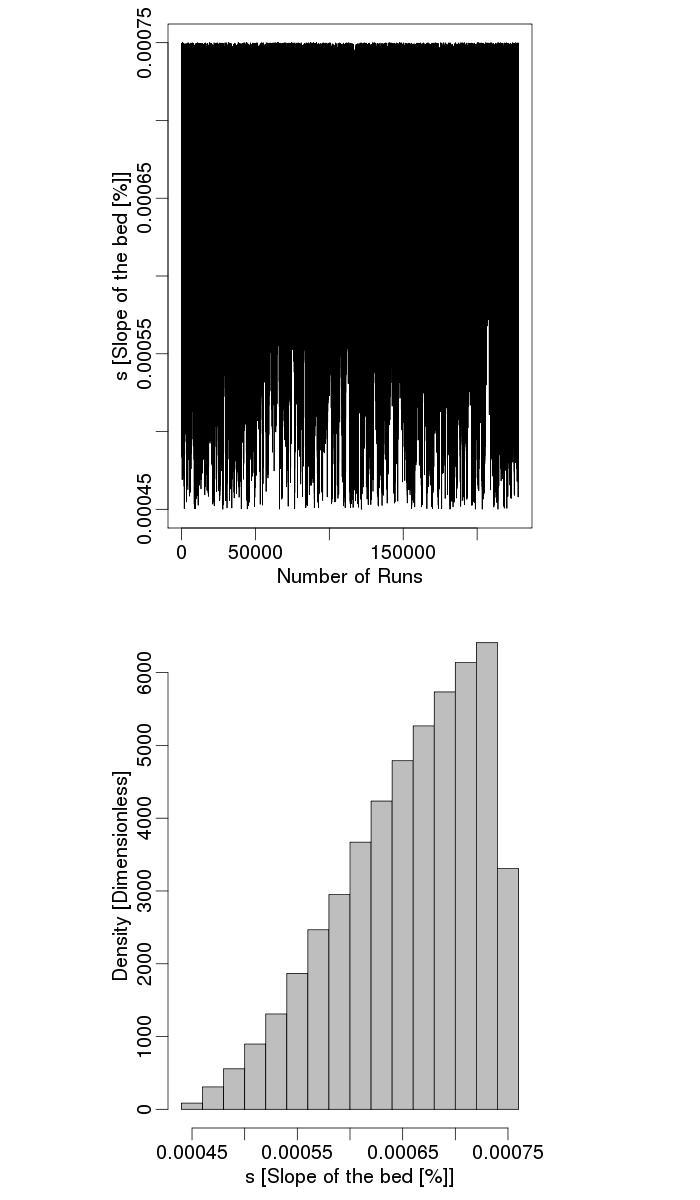 0.00075
0.00065
0.00055
0.00045
s [Slope of the bed [%]]
0 50000 150000
Number of Runs
6000
5000
4000
3000
2000
1000
0
Density [Dimensionless]
0.00045 0.00055 0.00065 0.00075
s [Slope of the bed [%]]